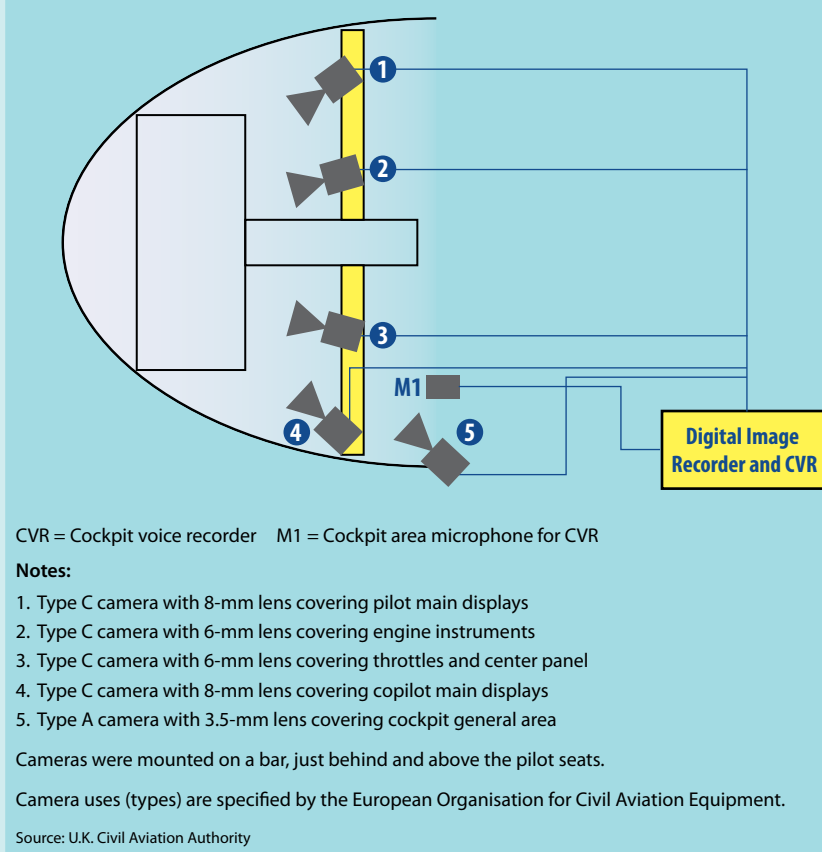 1
2
3
M1
4
5
Digital Image
Recorder and CVR
CVR = Cockpit voice recorder M1 = Cockpit area microphone for CVR
Notes:
1. Type C camera with 8-mm lens covering pilot main displays
2. Type C camera with 6-mm lens covering engine instruments
3. Type C camera with 6-mm lens covering throttles and center panel
4. Type C camera with 8-mm lens covering copilot main displays
5. Type A camera with 3.5-mm lens covering cockpit general area
Cameras were mounted on a bar, just behind and above the pilot seats.
Camera uses (types) are specified by the European Organisation for Civil Aviation Equipment.
Source: U.K. Civil Aviation Authority